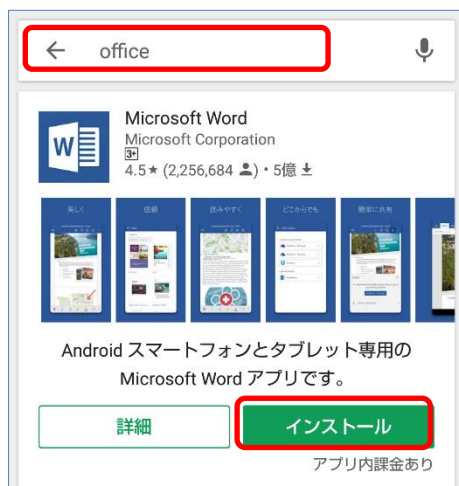 office
Microsoft Word
Microsoft Corporation
3+
4.5★ (2,256,684 ) • 5億
W
美しく
信頼
読みやすく
どこからでも
簡単に共有
Android スマートフォンとタブレット専用の
Microsoft Word アプリです。
詳細
インストール
アプリ内課金あり